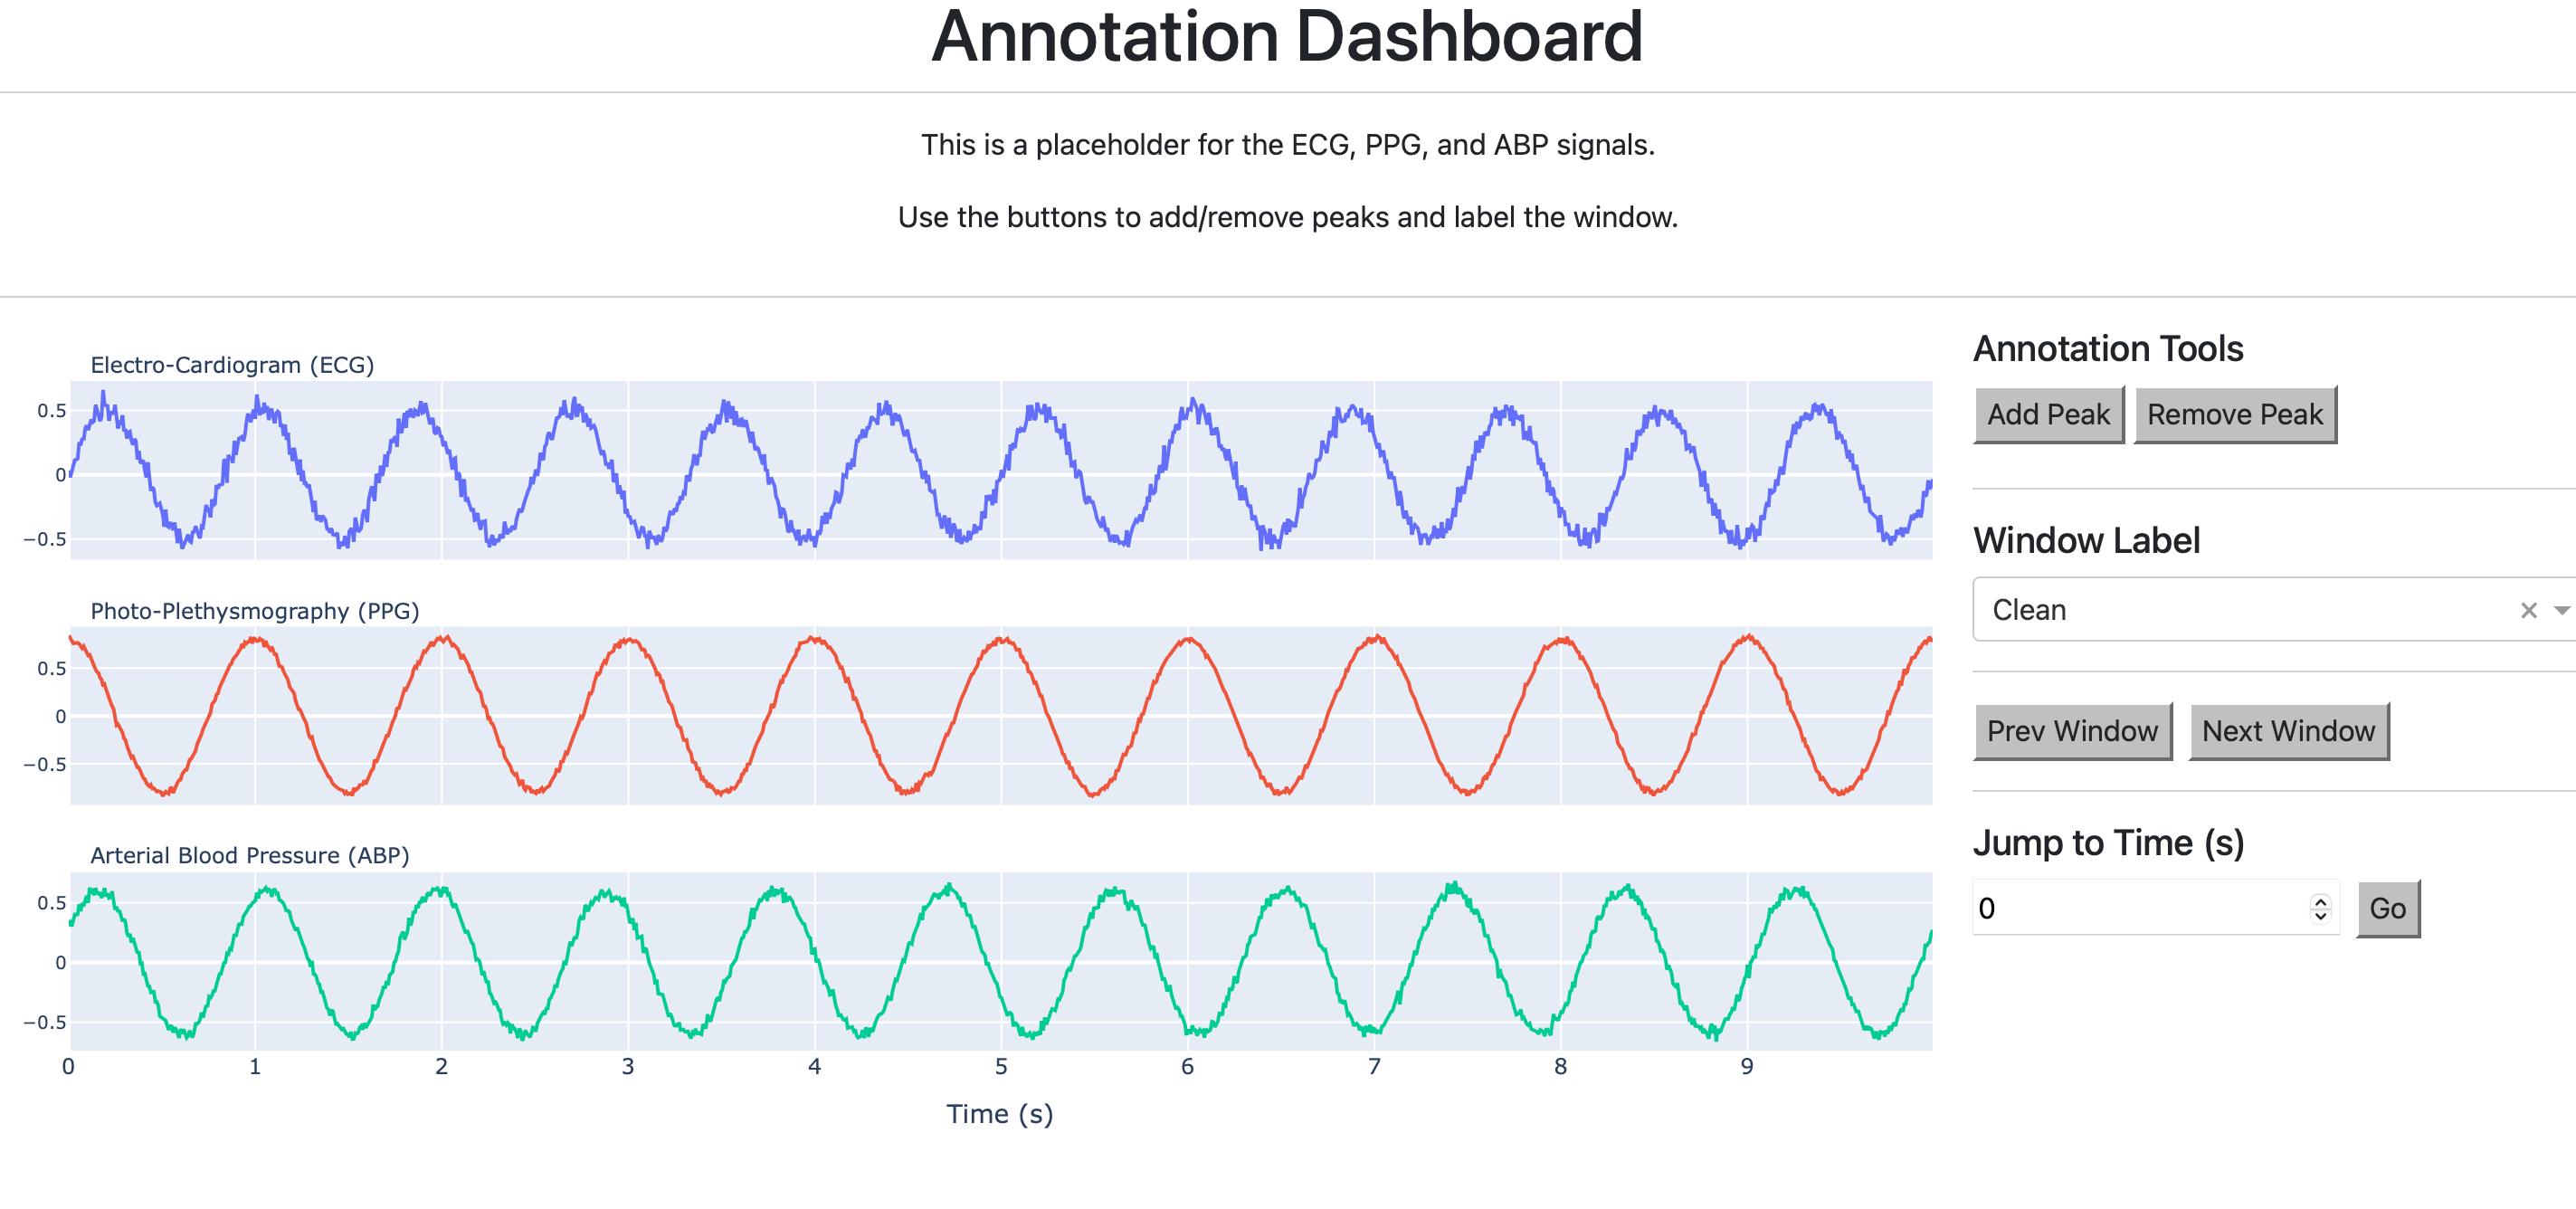 Annotation Dashboard
This is a placeholder for the ECG, PPG, and ABP signals.
Use the buttons to add/remove peaks and label the window.
Electro-Cardiogram (ECG)
0.5
0
−0.5
Photo-Plethysmography (PPG)
0.5
0
−0.5
Arterial Blood Pressure (ABP)
0.5
0
−0.5
0 1 2 3 4 5 6 7 8 9
Time (s)
Annotation Tools
Add Peak Remove Peak
Window Label
Clean
Prev Window Next Window
Jump to Time (s)
0 Go